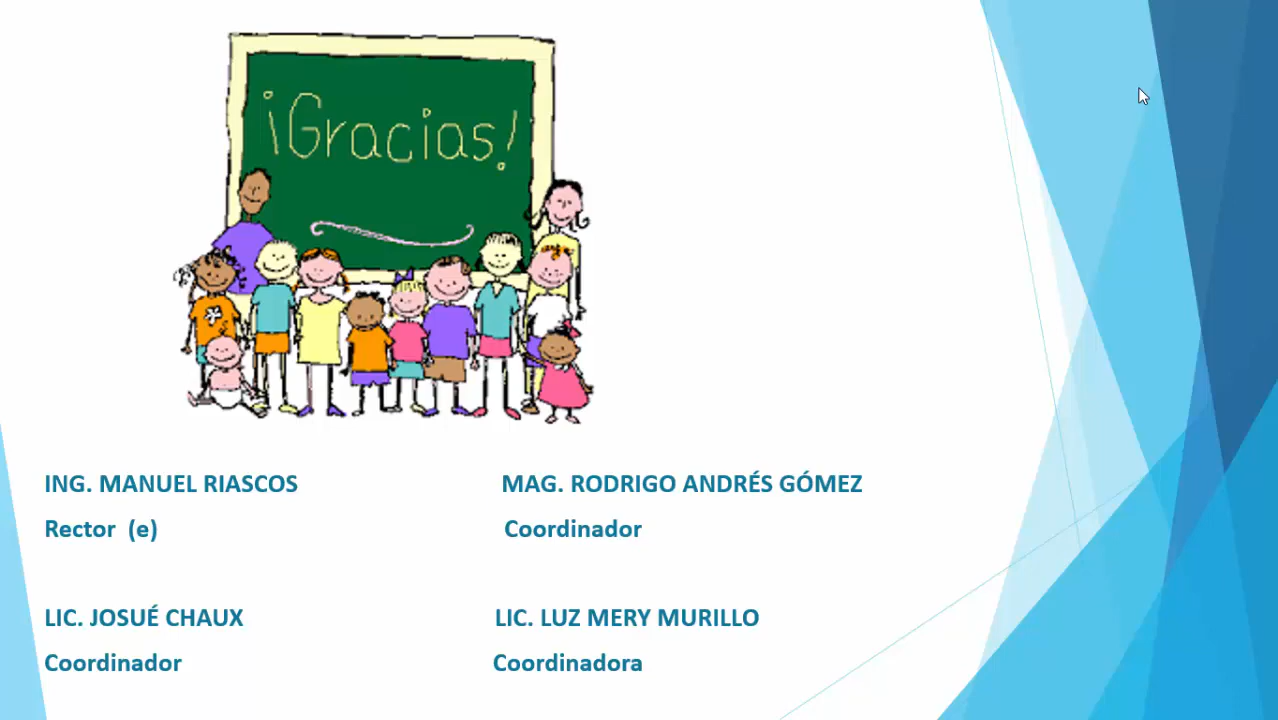 ¡Gracias!
ING. MANUEL RIASCOS MAG. RODRIGO ANDRÉS GÓMEZ
Rector (e) Coordinador
LIC. JOSUÉ CHAUX LIC. LUZ MERY MURILLO
Coordinador Coordinadora